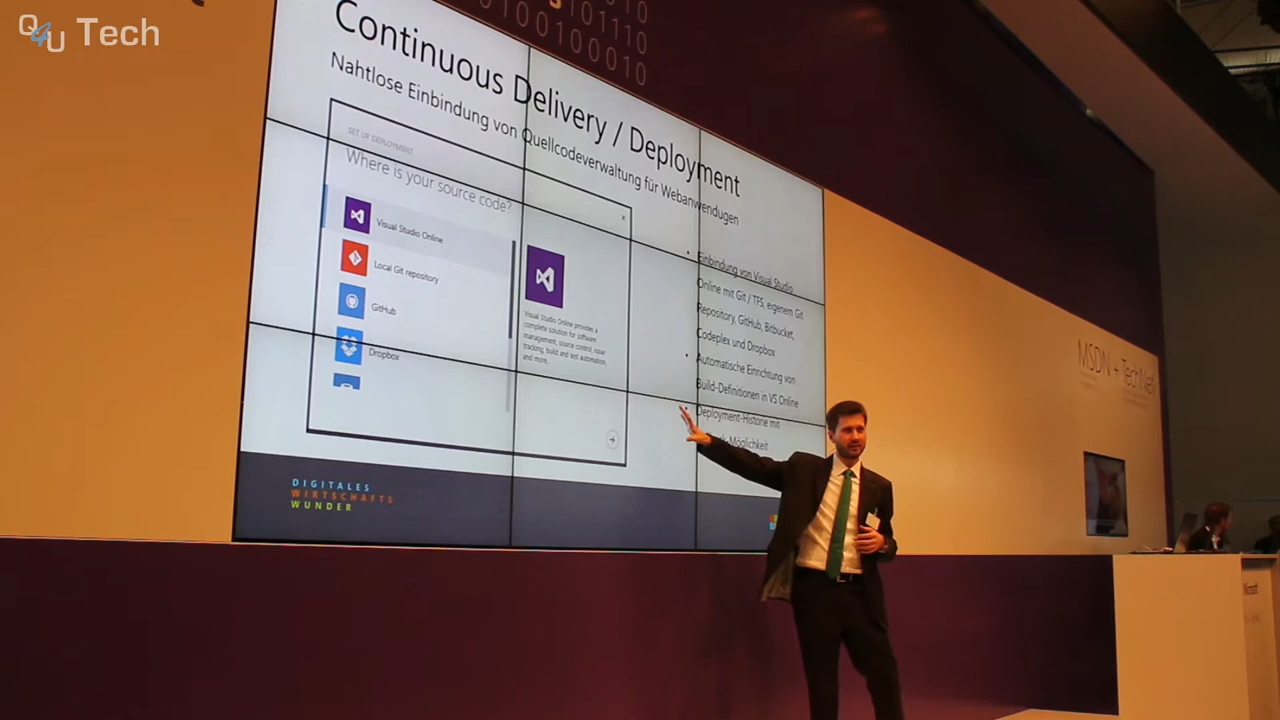 Q4U Tech
101110
00100010
Continuous Delivery / Deployment
Nahtlose Einbindung von Quellcodeverwaltung für Webanwendugen
SET UP DEPLOYMENT
Where is your source code?
Visual Studio Online
Local Git repository
GitHub
Dropbox
Visual Studio Online provides a
complete solution for software
management, source control, issue
tracking, build and test automation,
and more.
• Einbindung von Visual Studio
Online mit Git / TFS, eigenem Git
Repository, GitHub, Bitbucket,
Codeplex und Dropbox
• Automatische Einrichtung von
Build-Definitionen in VS Online
Deployment-Historie mit
-Möglichkeit
DIGITALES
WIRTSCHAFTS
WUNDER
MSDN + TechNet
Microsoft